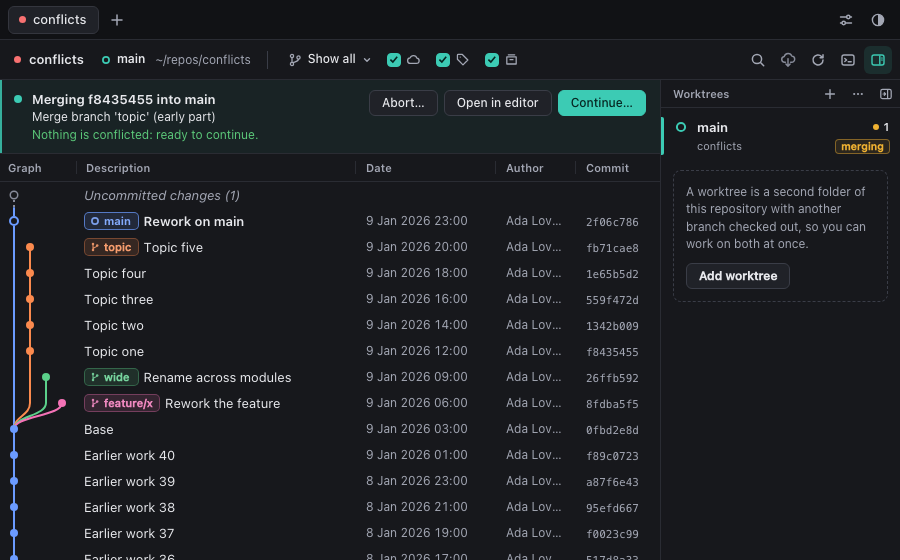 conflicts
conflicts
main
~/repos/conflicts
Show all
Merging f8435455 into main
Merge branch 'topic' (early part)
Nothing is conflicted: ready to continue.
Abort...
Open in editor
Continue...
Worktrees
main
1
conflicts
merging
A worktree is a second folder of
this repository with another
branch checked out, so you can
work on both at once.
Add worktree
Graph Description Date Author Commit
Uncommitted changes (1)
main Rework on main 9 Jan 2026 23:00 Ada Lov... 2f06c786
topic Topic five 9 Jan 2026 20:00 Ada Lov... fb71cae8
Topic four 9 Jan 2026 18:00 Ada Lov... 1e65b5d2
Topic three 9 Jan 2026 16:00 Ada Lov... 559f472d
Topic two 9 Jan 2026 14:00 Ada Lov... 1342b009
Topic one 9 Jan 2026 12:00 Ada Lov... f8435455
wide Rename across modules 9 Jan 2026 09:00 Ada Lov... 26ffb592
feature/x Rework the feature 9 Jan 2026 06:00 Ada Lov... 8fdba5f5
Base 9 Jan 2026 03:00 Ada Lov... 0fbd2e8d
Earlier work 40 9 Jan 2026 01:00 Ada Lov... f89c0723
Earlier work 39 8 Jan 2026 23:00 Ada Lov... a87f6e43
Earlier work 38 8 Jan 2026 21:00 Ada Lov... 95efd667
Earlier work 37 8 Jan 2026 19:00 Ada Lov... f0023c99
Earlier work 36 8 Jan 2026 17:00 Ada Lov...